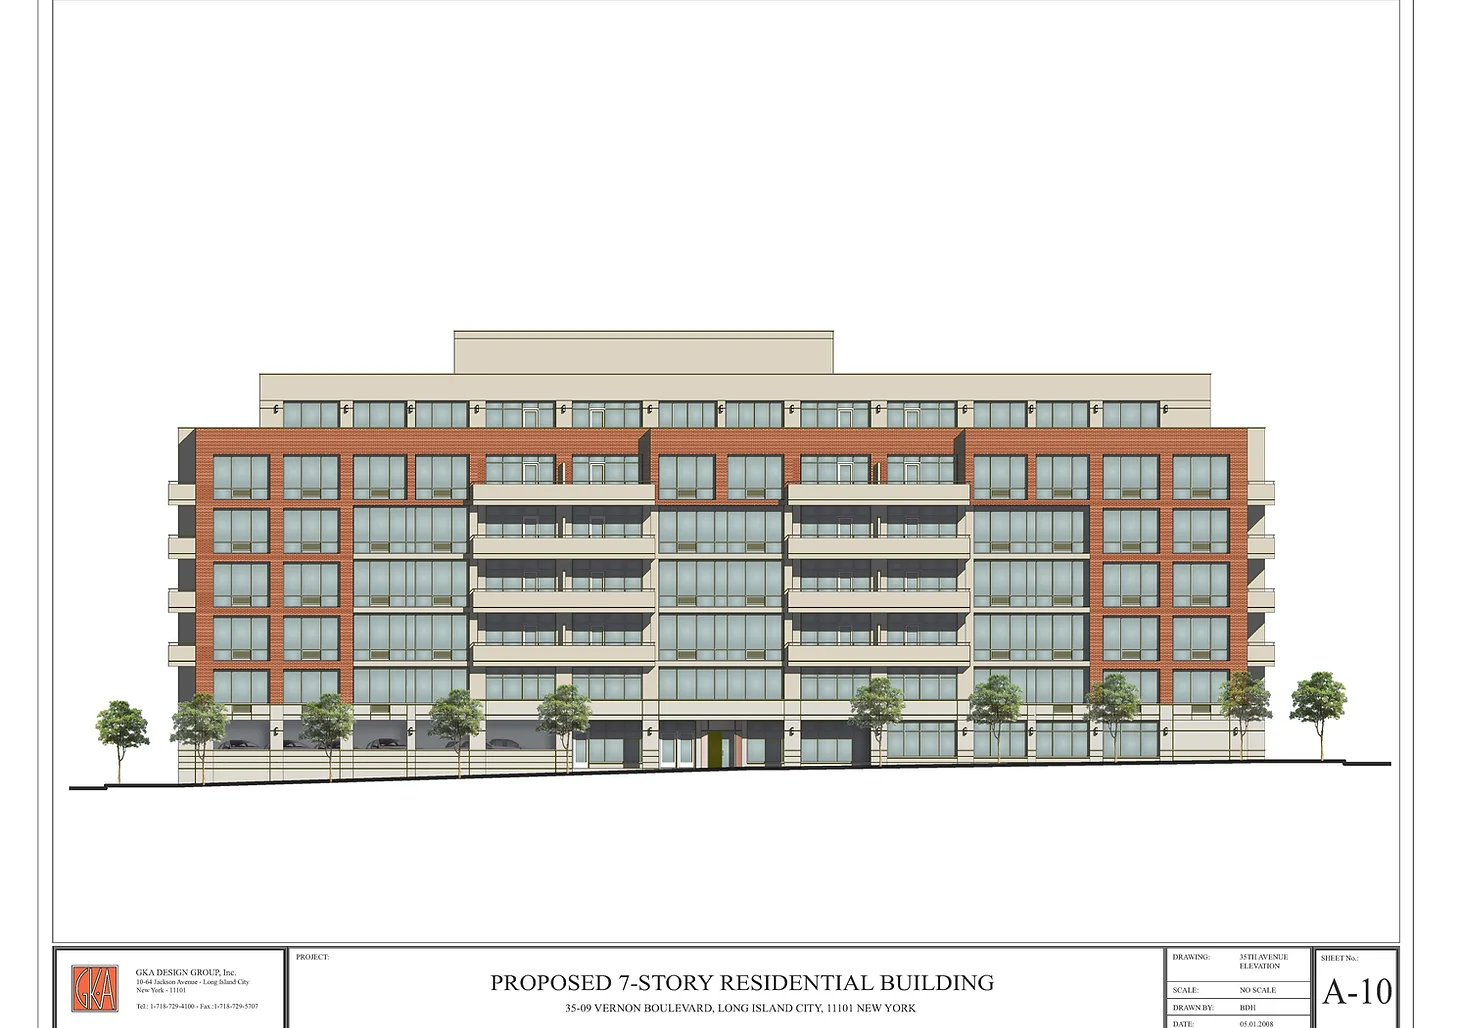 GKA
GKA DESIGN GROUP, Inc.
10-64 Jackson Avenue - Long Island City
New York - 11101
Tel.: 1-718-729-4100 - Fax.:1-718-729-5707
PROJECT:
PROPOSED 7-STORY RESIDENTIAL BUILDING
35-09 VERNON BOULEVARD, LONG ISLAND CITY, 11101 NEW YORK
DRAWING: 35TH AVENUE
ELEVATION
SCALE: NO SCALE
DRAWN BY: BDH
DATE: 05.01.2008
SHEET No.:
A-10